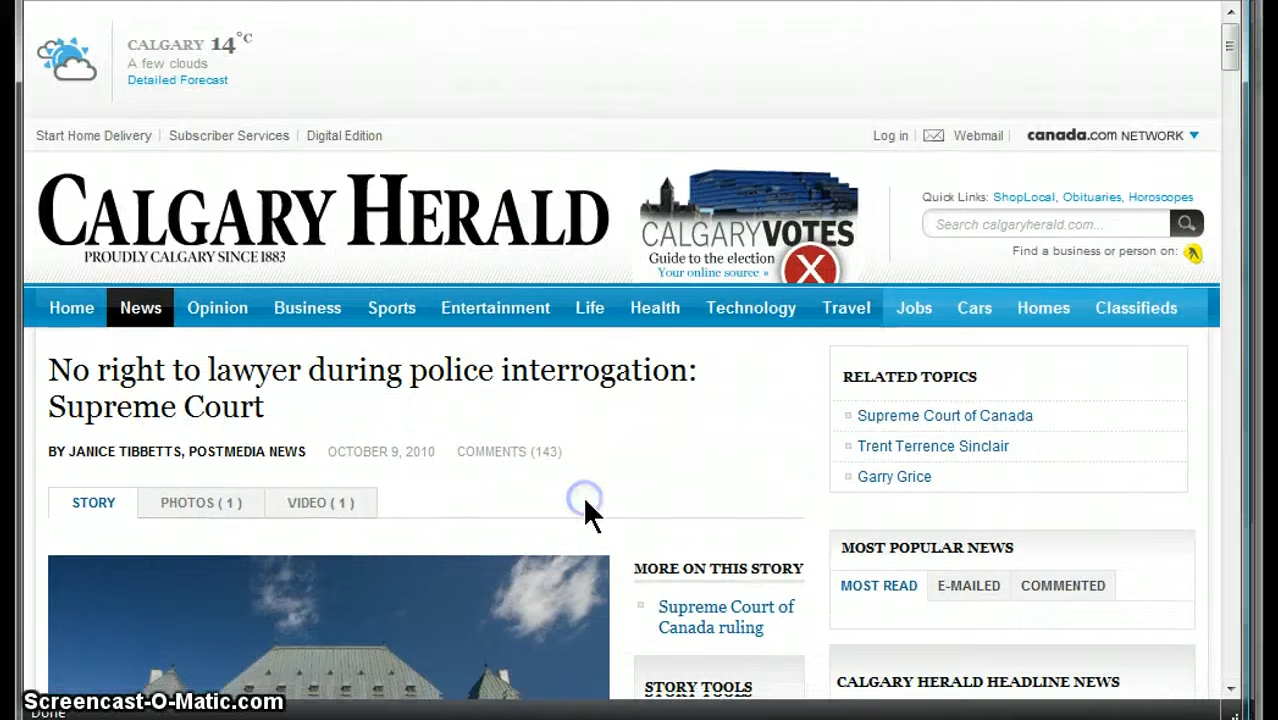 CALGARY 14°C
A few clouds
Detailed Forecast
Start Home Delivery | Subscriber Services | Digital Edition
Log in | Webmail | canada.com NETWORK
CALGARY HERALD
PROUDLY CALGARY SINCE 1883
CALGARYVOTES
Guide to the election
Your online source »
X
Quick Links: ShopLocal, Obituaries, Horoscopes
Search calgaryherald.com...
Find a business or person on:
Home News Opinion Business Sports Entertainment Life Health Technology Travel Jobs Cars Homes Classifieds
No right to lawyer during police interrogation:
Supreme Court
BY JANICE TIBBETTS, POSTMEDIA NEWS OCTOBER 9, 2010 COMMENTS (143)
STORY PHOTOS ( 1 ) VIDEO ( 1 )
RELATED TOPICS
Supreme Court of Canada
Trent Terrence Sinclair
Garry Grice
MORE ON THIS STORY
Supreme Court of
Canada ruling
STORY TOOLS
MOST POPULAR NEWS
MOST READ E-MAILED COMMENTED
CALGARY HERALD HEADLINE NEWS
Screencast-O-Matic.com
Done